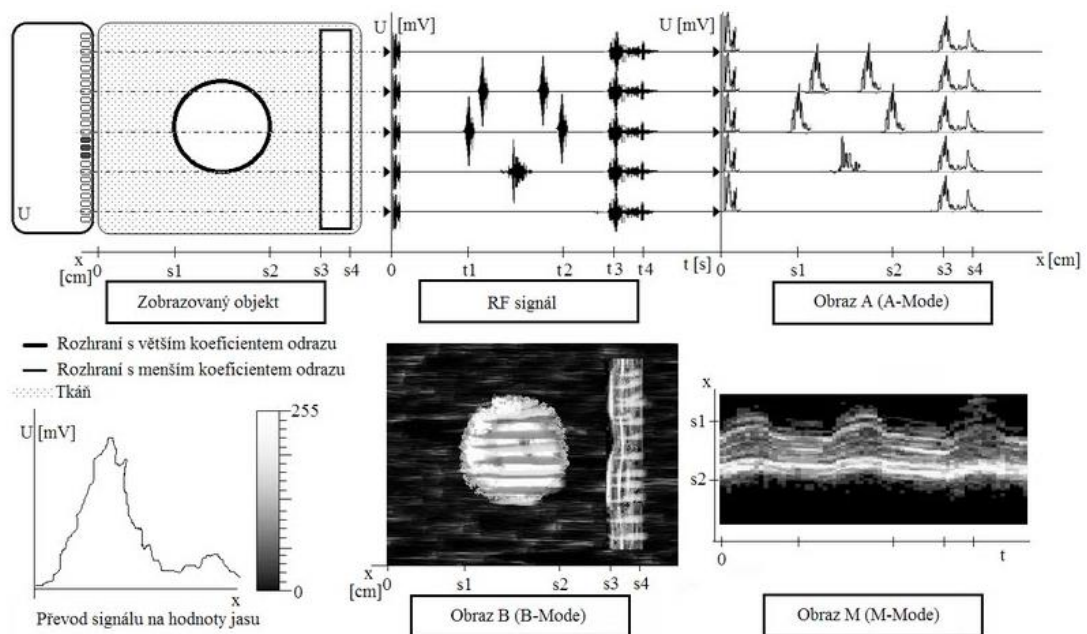 U [mV]
U [mV]
U
x
[cm]
0
s1
s2
s3
s4
0
t1
t2
t3
t4
t [s]
0
s1
s2
s3
s4
x [cm]
Zobrazovaný objekt
RF signál
Obraz A (A-Mode)
Rozhraní s větším koeficientem odrazu
Rozhraní s menším koeficientem odrazu
Tkáň
U [mV]
255
0
x
Převod signálu na hodnoty jasu
x
[cm]
0
s1
s2
s3
s4
Obraz B (B-Mode)
x
s1
s2
0
t
Obraz M (M-Mode)